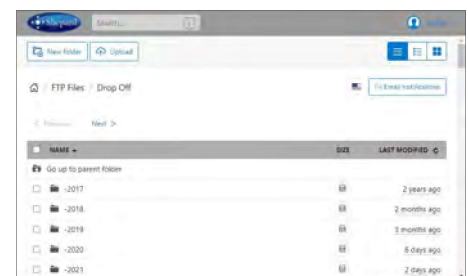 Shepard Search...
New folder Upload
/ FTP Files / Drop Off Email notifications
< Previous Next >
NAME SIZE LAST MODIFIED
Go up to parent folder
-2017 2 years ago
-2018 2 months ago
-2019 3 months ago
-2020 6 days ago
-2021 2 days ago